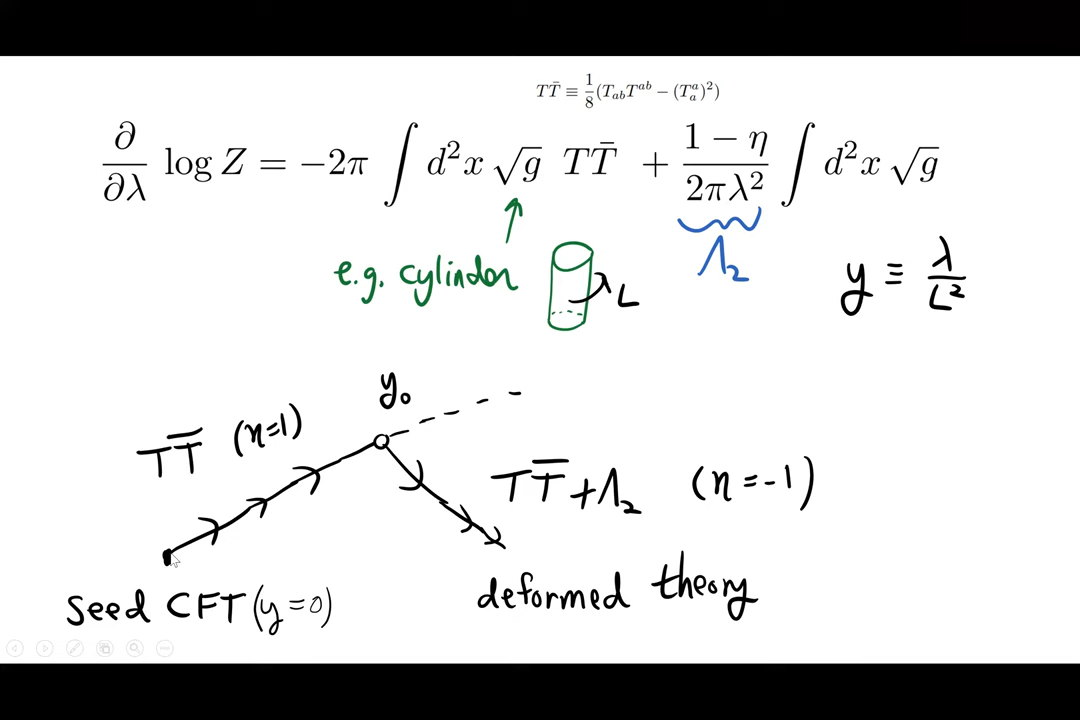 TT̄ ≡ 1/8 (T_ab T^ab − (T^a_a)^2)
∂/∂λ log Z = −2π ∫ d^2x √g TT̄ + (1 − η)/(2πλ^2) ∫ d^2x √g
e.g. cylinder L Λ_2 y ≡ λ/L^2
y_0
TT̄ (η=1)
TT̄ + Λ_2 (η = −1)
seed CFT (y=0)
deformed theory